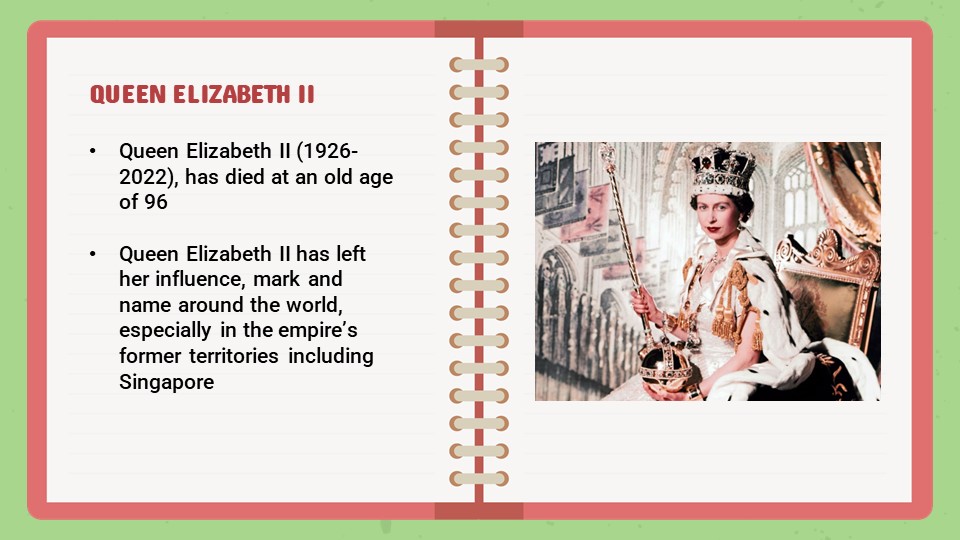 QUEEN ELIZABETH II
• Queen Elizabeth II (1926-
2022), has died at an old age
of 96
• Queen Elizabeth II has left
her influence, mark and
name around the world,
especially in the empire’s
former territories including
Singapore